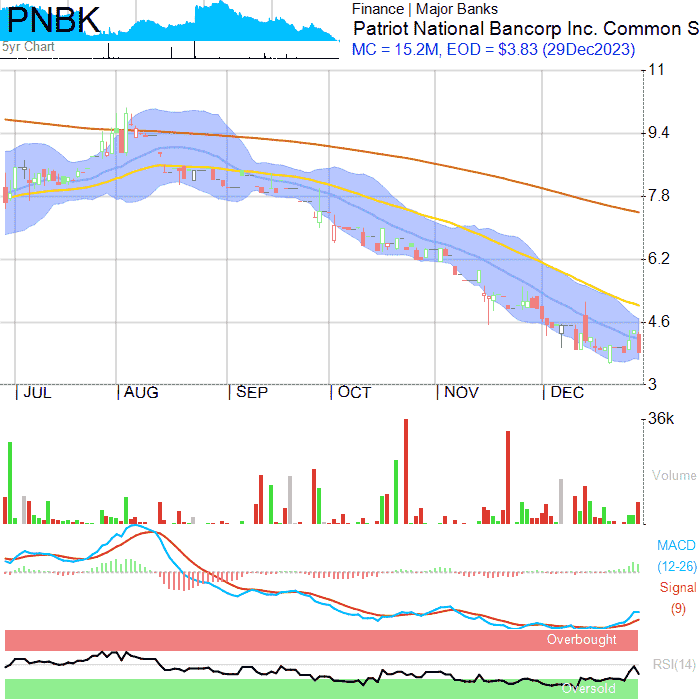 PNBK
5yr Chart
Finance | Major Banks
Patriot National Bancorp Inc. Common S
MC = 15.2M, EOD = $3.83 (29Dec2023)
11
9.4
7.8
6.2
4.6
3
JUL AUG SEP OCT NOV DEC
36k
Volume
MACD
(12-26)
Signal
(9)
Overbought
RSI(14)
Oversold